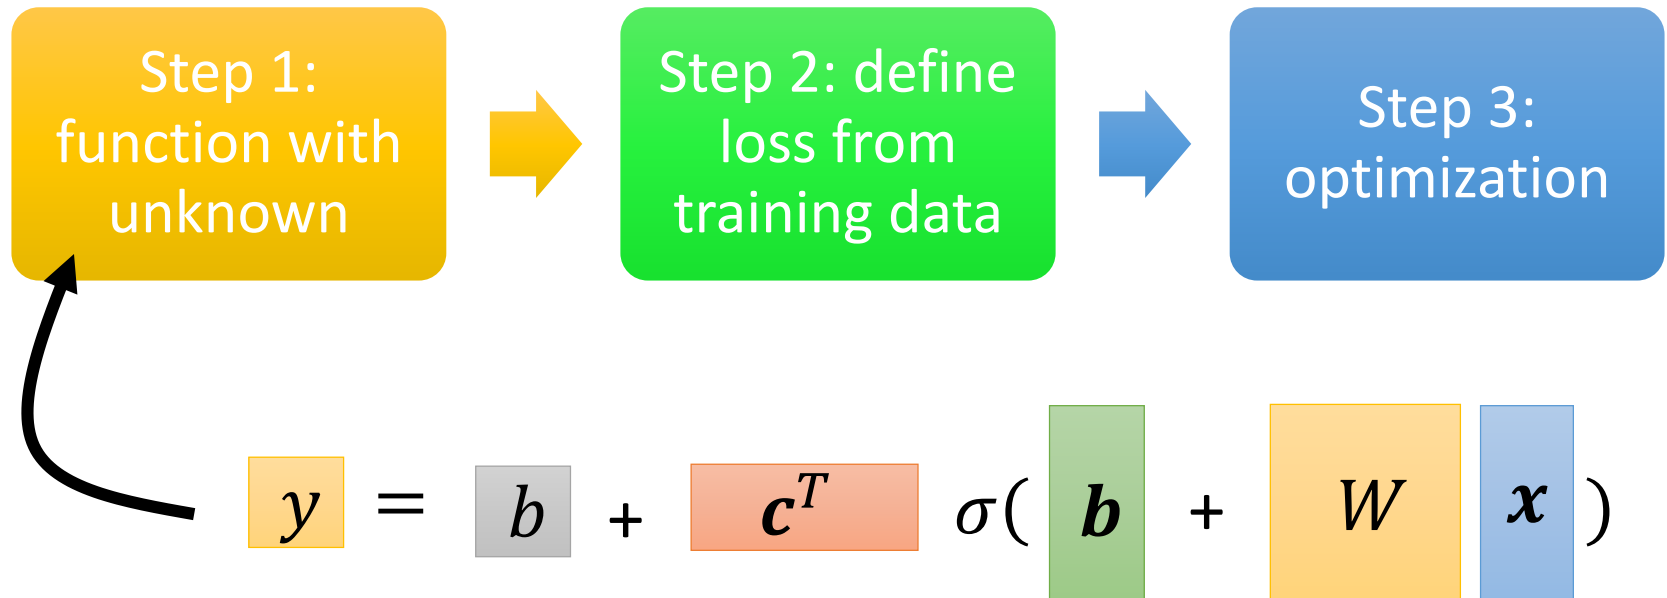 Step 1:
function with
unknown
Step 2: define
loss from
training data
Step 3:
optimization
y = b + c^T σ( b + W x )